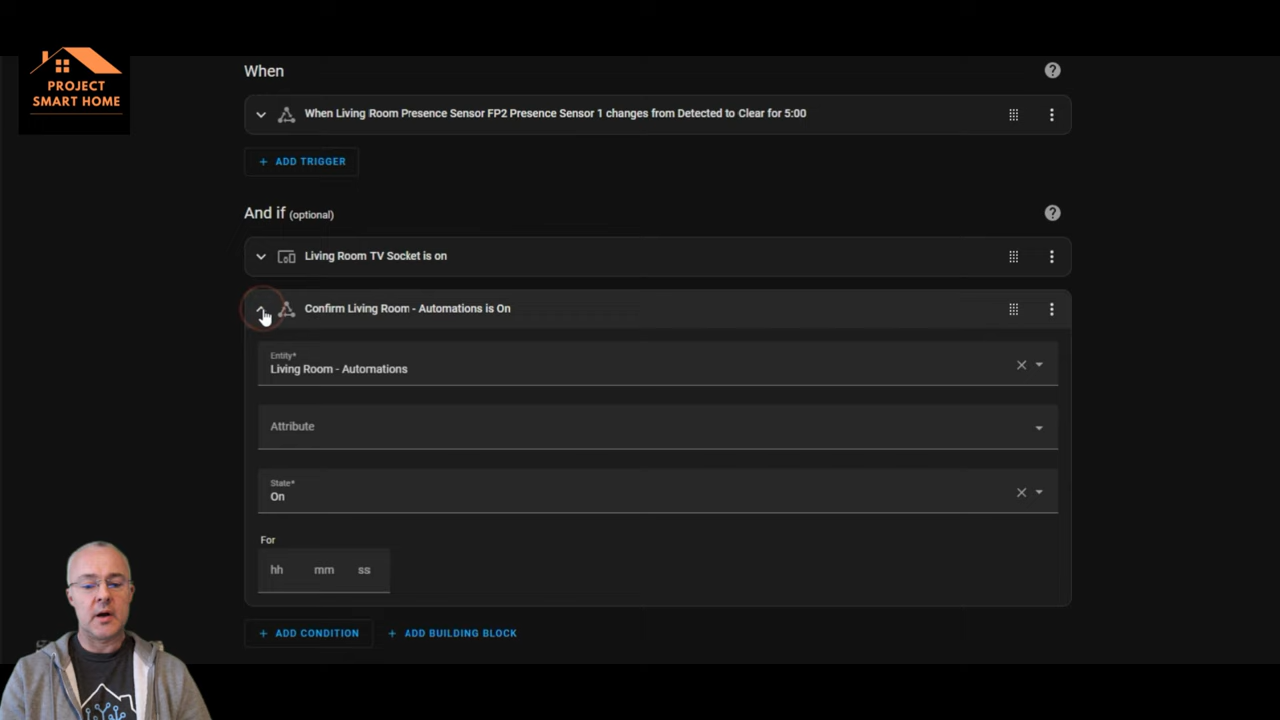 PROJECT
SMART HOME
When
When Living Room Presence Sensor FP2 Presence Sensor 1 changes from Detected to Clear for 5:00
+ ADD TRIGGER
And if (optional)
Living Room TV Socket is on
Confirm Living Room - Automations is On
Entity*
Living Room - Automations
Attribute
State*
On
For
hh mm ss
+ ADD CONDITION + ADD BUILDING BLOCK